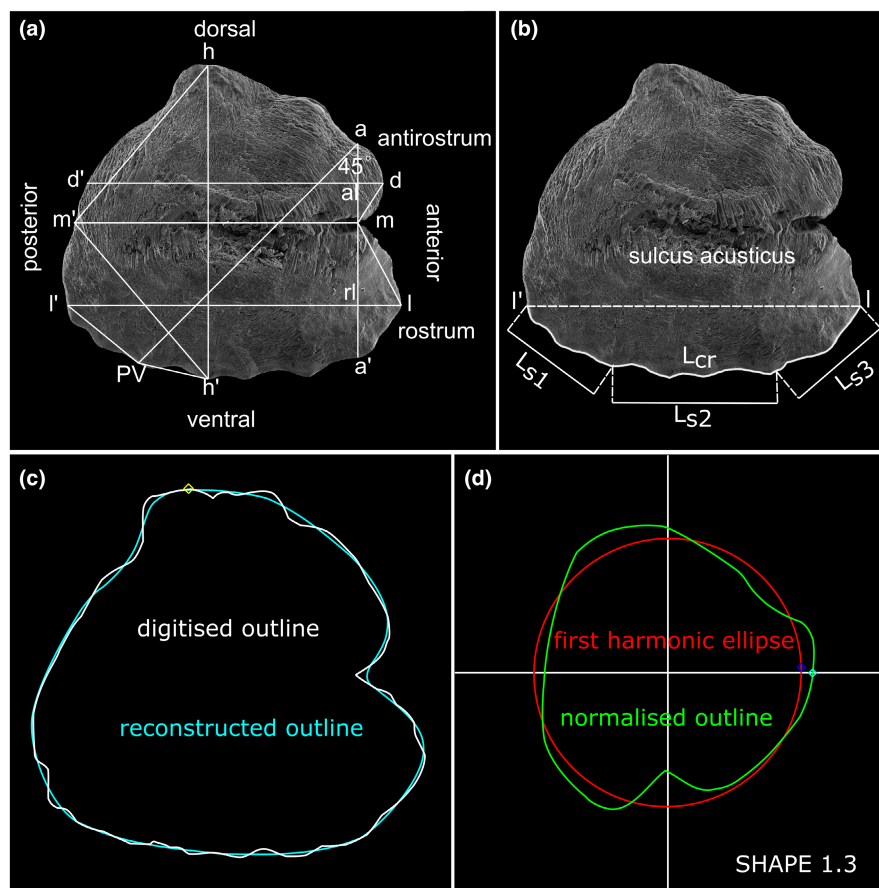 (a)
dorsal
h
a
antirostrum
45°
d'
al
d
m'
m
posterior
anterior
l'
rl
l
rostrum
PV
h'
a'
ventral
(b)
sulcus acusticus
l'
l
Lcr
Ls1
Ls2
Ls3
(c)
digitised outline
reconstructed outline
(d)
first harmonic ellipse
normalised outline
SHAPE 1.3